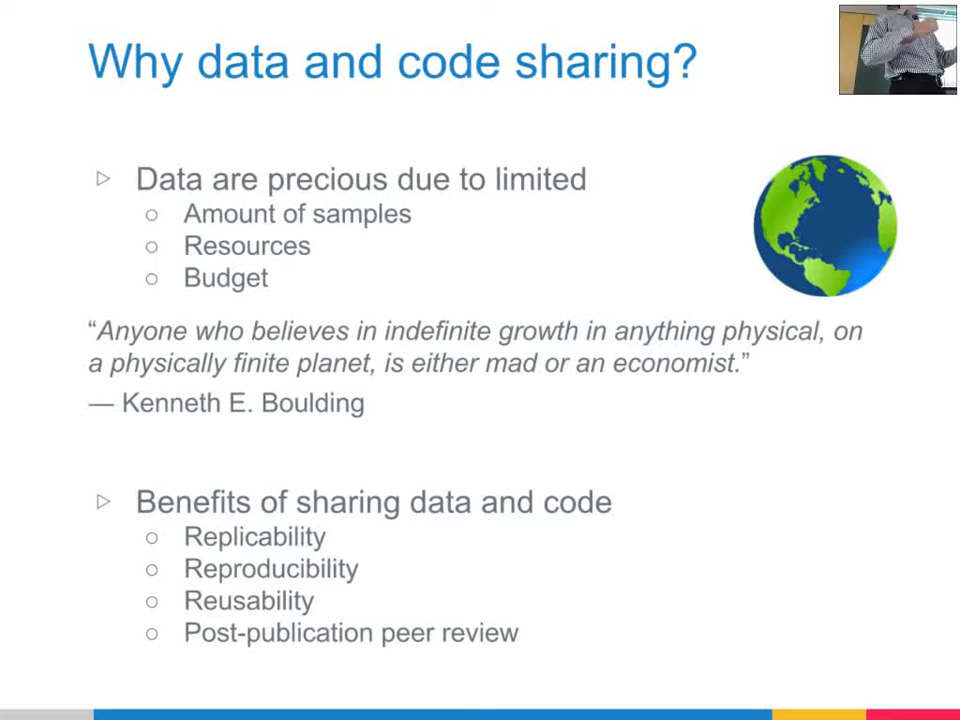 Why data and code sharing?
▷ Data are precious due to limited
○ Amount of samples
○ Resources
○ Budget
“Anyone who believes in indefinite growth in anything physical, on
a physically finite planet, is either mad or an economist.”
— Kenneth E. Boulding
▷ Benefits of sharing data and code
○ Replicability
○ Reproducibility
○ Reusability
○ Post-publication peer review